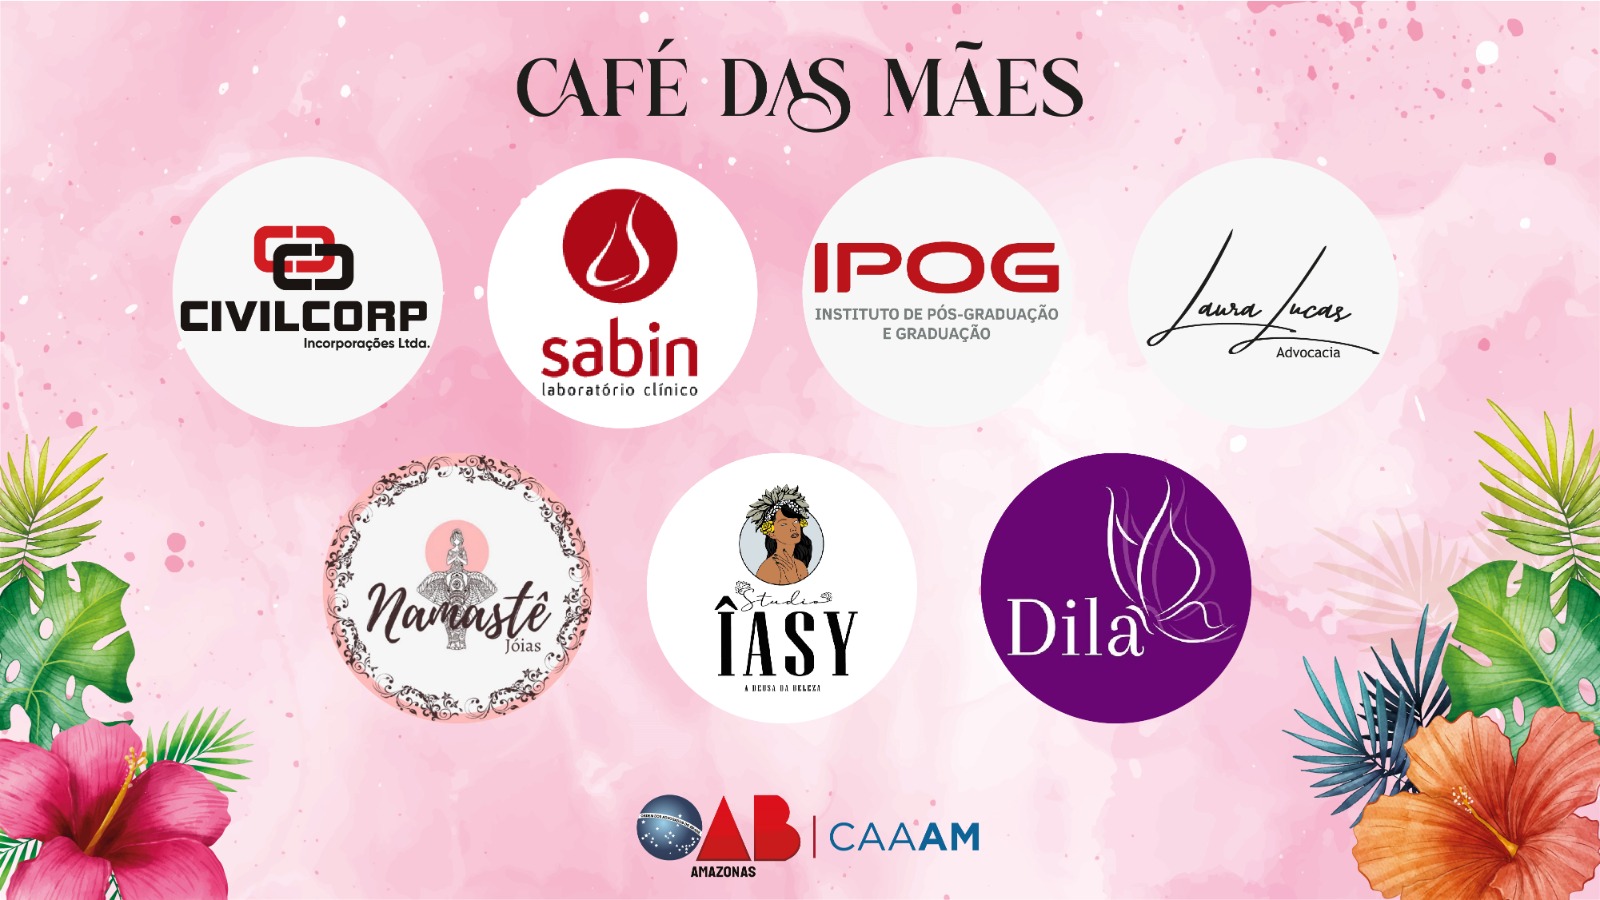 CAFÉ DAS MÃES
CIVILCORP
Incorporações Ltda.
sabin
laboratório clínico
IPOG
INSTITUTO DE PÓS-GRADUAÇÃO
E GRADUAÇÃO
Laura Lucas
Advocacia
Namastê
Jóias
Studio
ÎASY
A DEUSA DA BELEZA
Dila
OAB
AMAZONAS
CAAAM